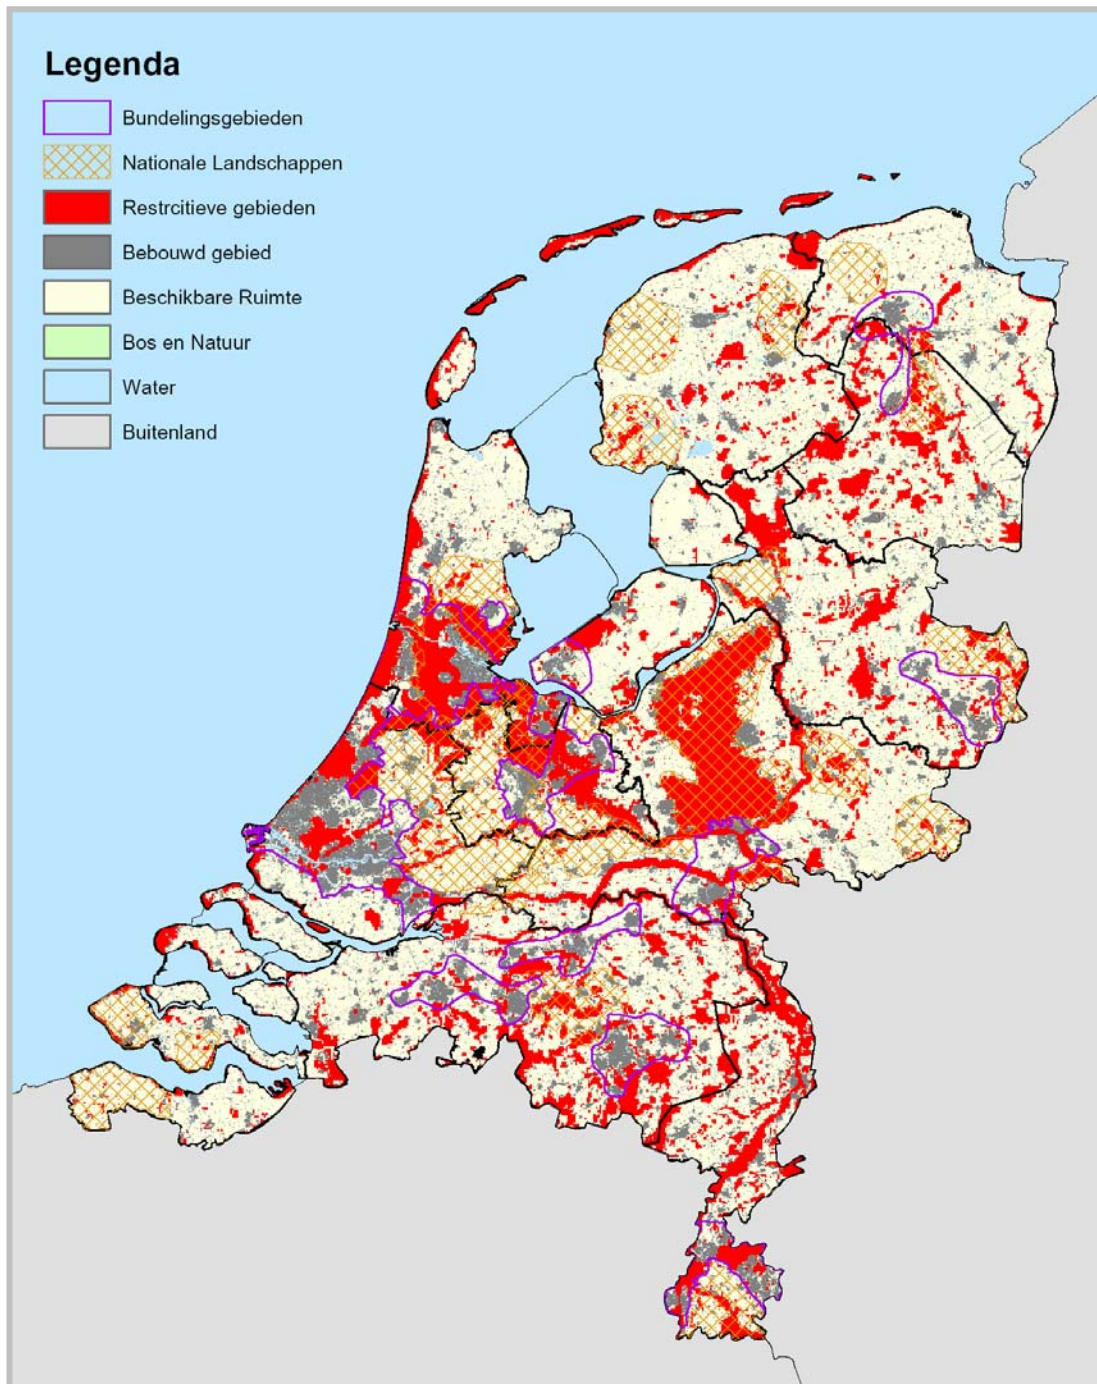 Legenda
Bundelingsgebieden
Nationale Landschappen
Restrcitieve gebieden
Bebouwd gebied
Beschikbare Ruimte
Bos en Natuur
Water
Buitenland